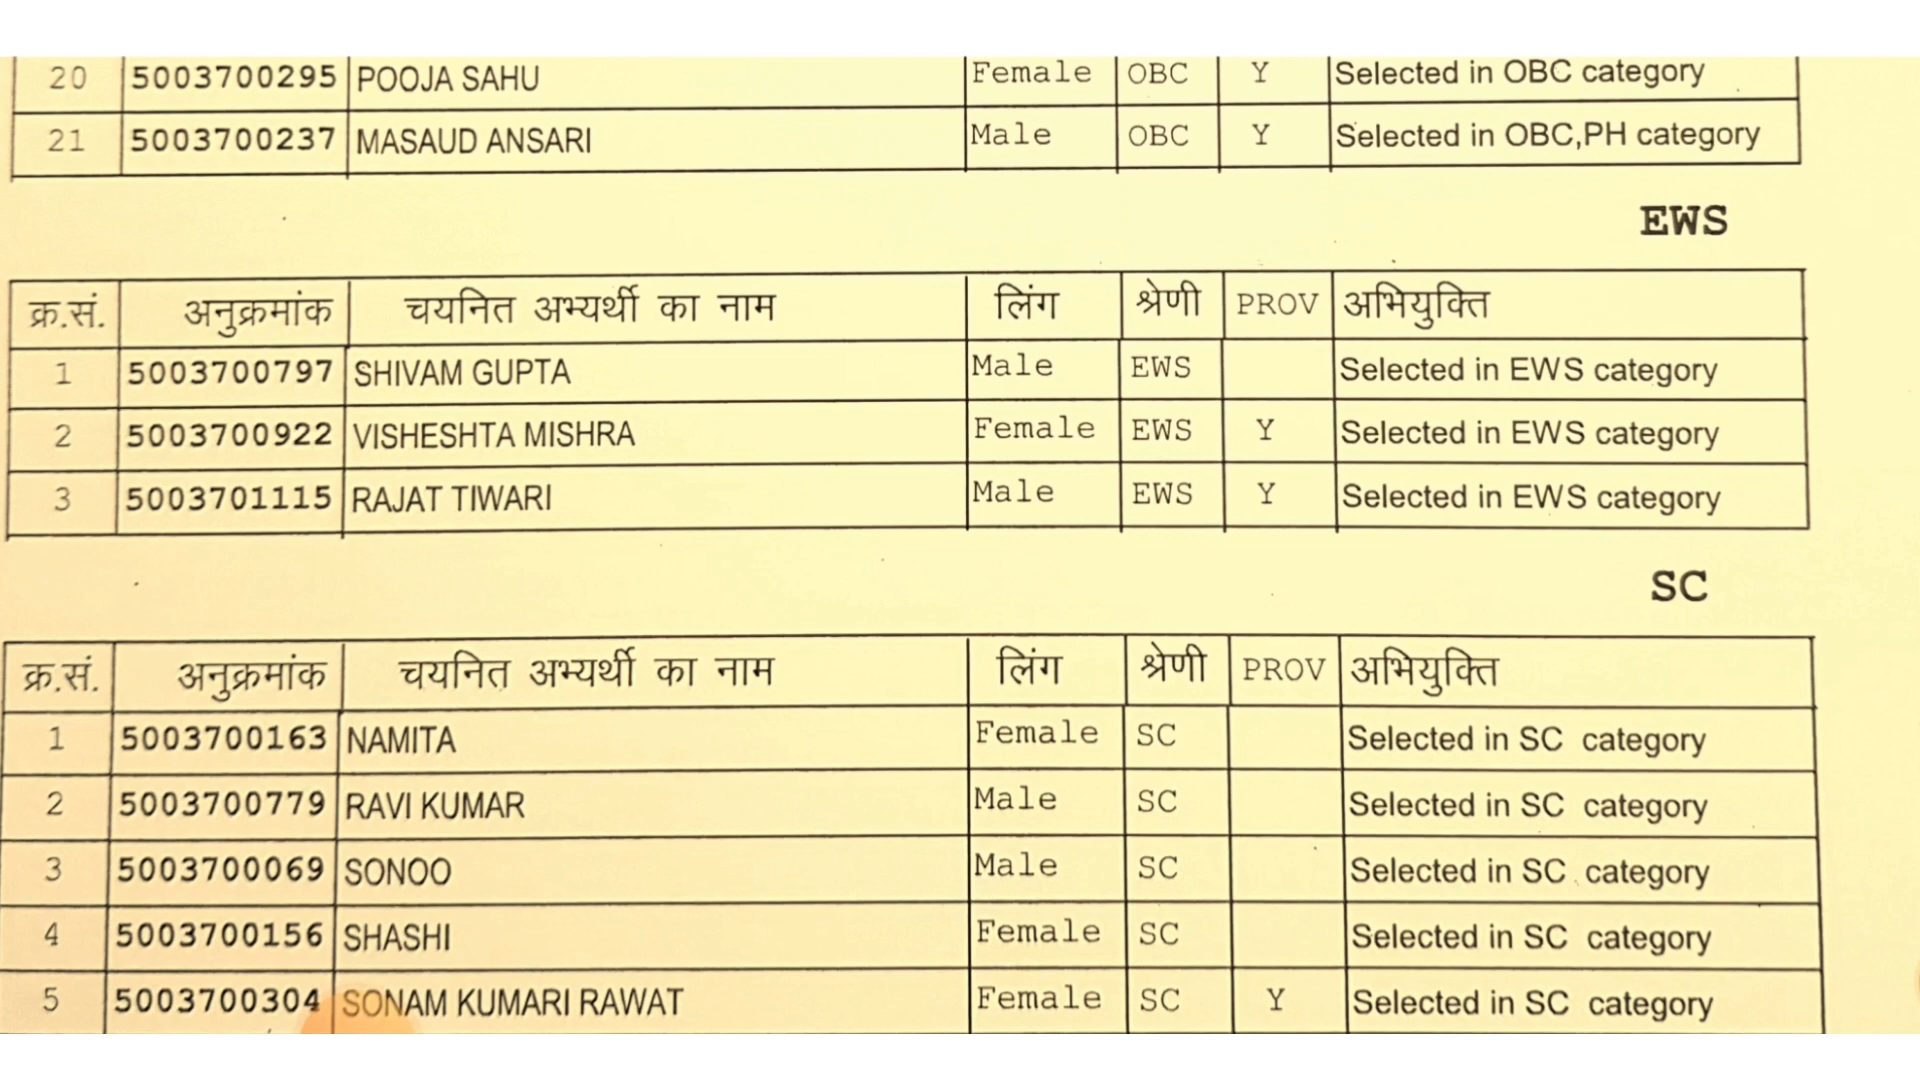 20 5003700295 POOJA SAHU Female OBC Y Selected in OBC category
21 5003700237 MASAUD ANSARI Male OBC Y Selected in OBC,PH category
EWS
क्र.सं. अनुक्रमांक चयनित अभ्यर्थी का नाम लिंग श्रेणी PROV अभियुक्ति
1 5003700797 SHIVAM GUPTA Male EWS Selected in EWS category
2 5003700922 VISHESHTA MISHRA Female EWS Y Selected in EWS category
3 5003701115 RAJAT TIWARI Male EWS Y Selected in EWS category
SC
क्र.सं. अनुक्रमांक चयनित अभ्यर्थी का नाम लिंग श्रेणी PROV अभियुक्ति
1 5003700163 NAMITA Female SC Selected in SC category
2 5003700779 RAVI KUMAR Male SC Selected in SC category
3 5003700069 SONOO Male SC Selected in SC category
4 5003700156 SHASHI Female SC Selected in SC category
5 5003700304 SONAM KUMARI RAWAT Female SC Y Selected in SC category